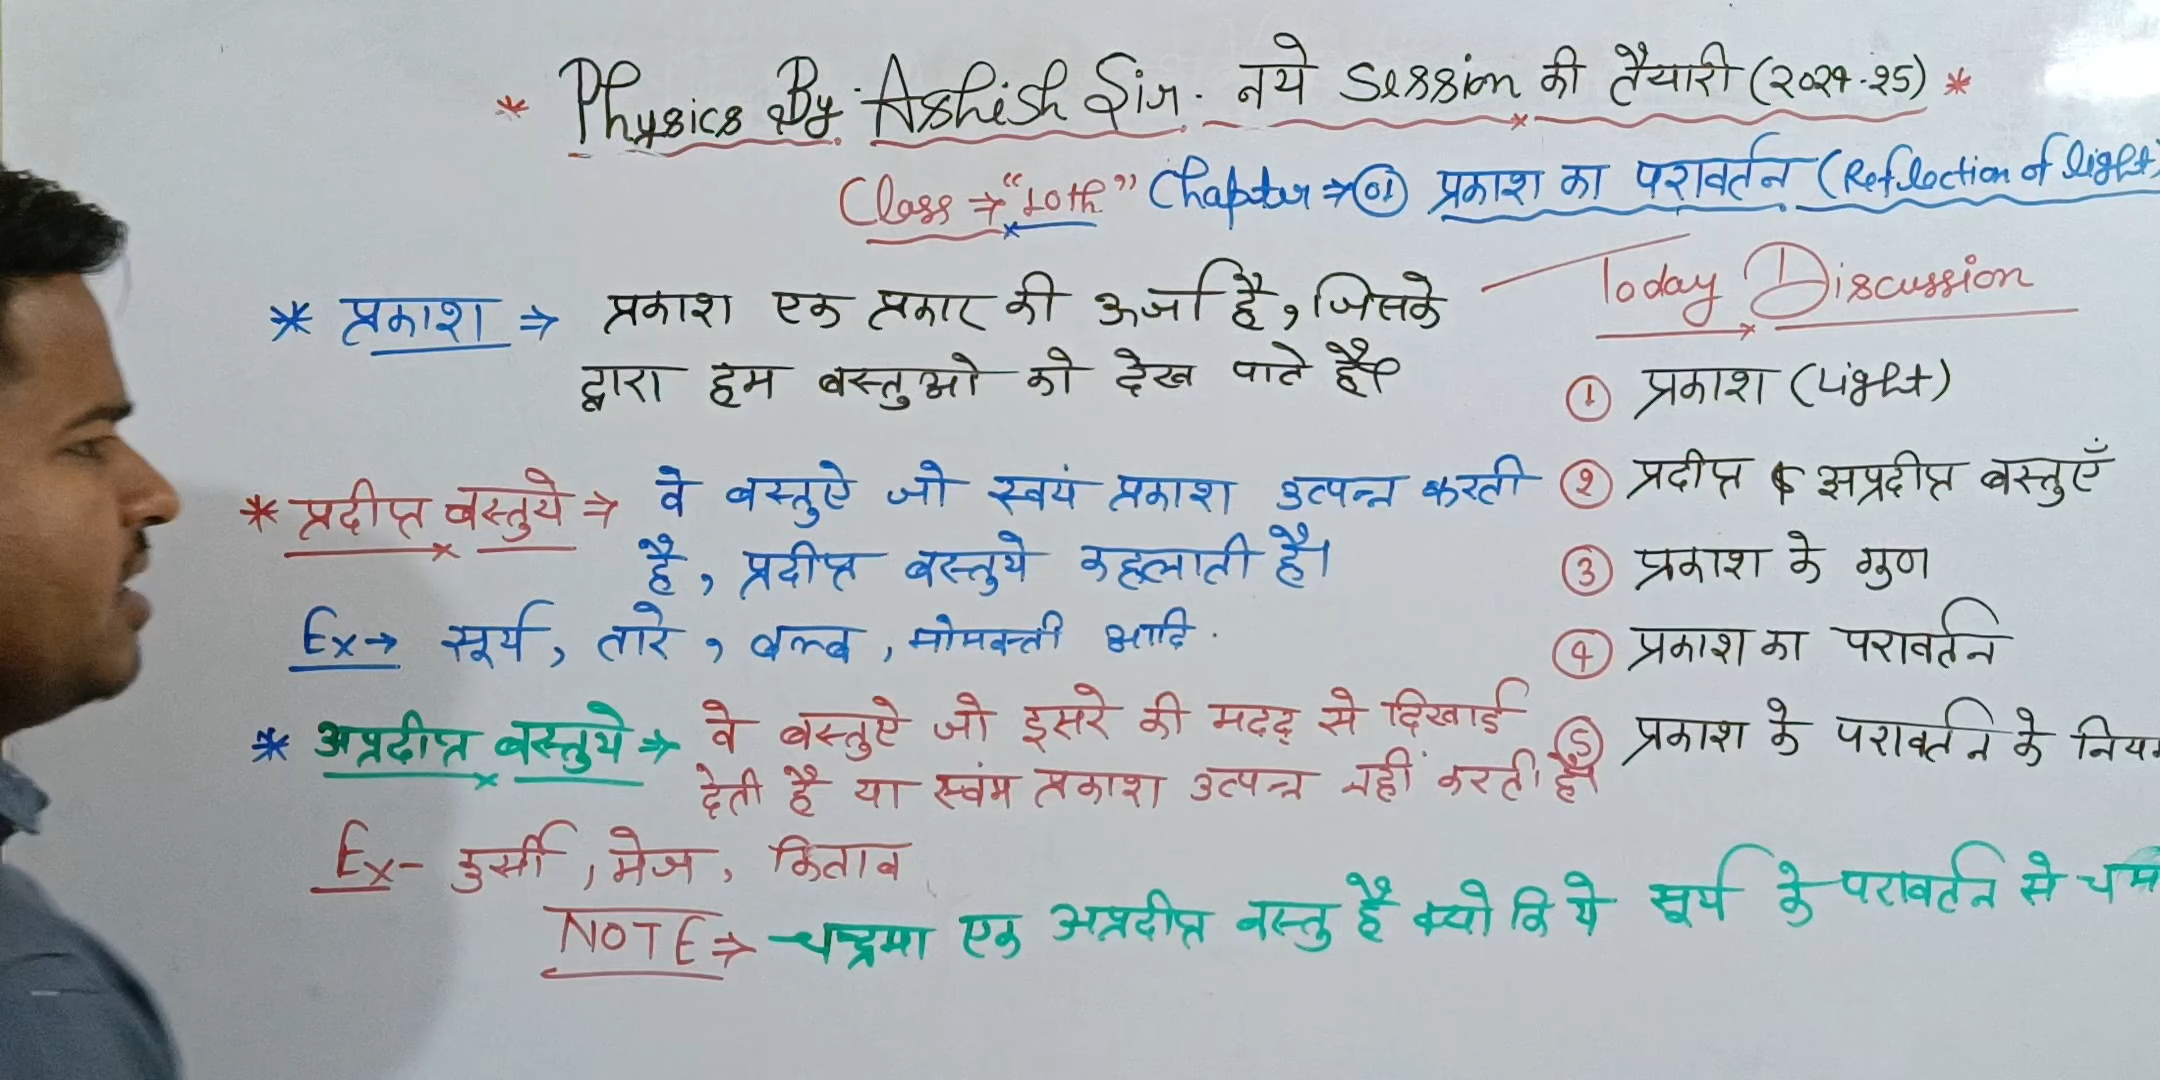 * Physics By Ashish Sir. नये Session की तैयारी (2024-25) *
Class → "10th" Chapter → 01 प्रकाश का परावर्तन (Reflection of light)
* प्रकाश ⇒ प्रकाश एक प्रकार की ऊर्जा है, जिसके
द्वारा हम वस्तुओ को देख पाते है।
* प्रदीप्त वस्तुये ⇒ वे वस्तुऐ जो स्वयं प्रकाश उत्पन्न करती
है, प्रदीप्त वस्तुये कहलाती है।
Ex → सूर्य, तारे, बल्ब, मोमबत्ती आदि.
* अप्रदीप्त वस्तुये ⇒ वे वस्तुऐ जो दूसरे की मदद से दिखाई
देती है या स्वंम प्रकाश उत्पन्न नहीं करती है।
Ex- कुर्सी, मेज, किताब
NOTE ⇒ चन्द्रमा एक अप्रदीप्त वस्तु है क्यो कि ये सूर्य के परावर्तन से
Today Discussion
① प्रकाश (Light)
② प्रदीप्त & अप्रदीप्त वस्तुएँ
③ प्रकाश के गुण
④ प्रकाश का परावर्तन
⑤ प्रकाश के परावर्तन के